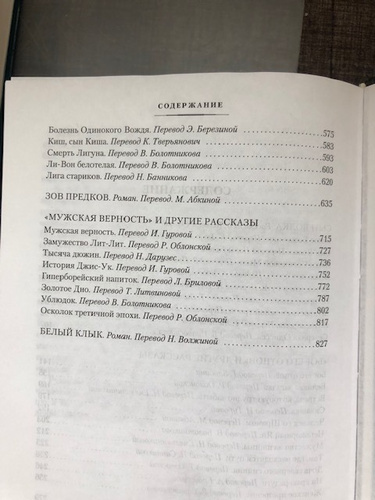 СОДЕРЖАНИЕ
Болезнь Одинокого Вождя. Перевод Э. Березиной 575
Киш, сын Киша. Перевод К. Тверьянович 583
Смерть Лигуна. Перевод В. Болотникова 593
Ли-Вон белотелая. Перевод В. Болотникова 603
Лига стариков. Перевод Н. Банникова 620
ЗОВ ПРЕДКОВ. Роман. Перевод. М. Абкиной 635
«МУЖСКАЯ ВЕРНОСТЬ» И ДРУГИЕ РАССКАЗЫ
Мужская верность. Перевод И. Гуровой 715
Замужество Лит-Лит. Перевод Р. Облонской 727
Тысяча дюжин. Перевод Н. Дарузес 736
История Джис-Ук. Перевод И. Гуровой 752
Гиперборейский напиток. Перевод Л. Бриловой 772
Золотое Дно. Перевод Т. Литвиновой 787
Ублюдок. Перевод В. Болотникова 802
Осколок третичной эпохи. Перевод Р. Облонской 817
БЕЛЫЙ КЛЫК. Роман. Перевод Н. Волжиной 827